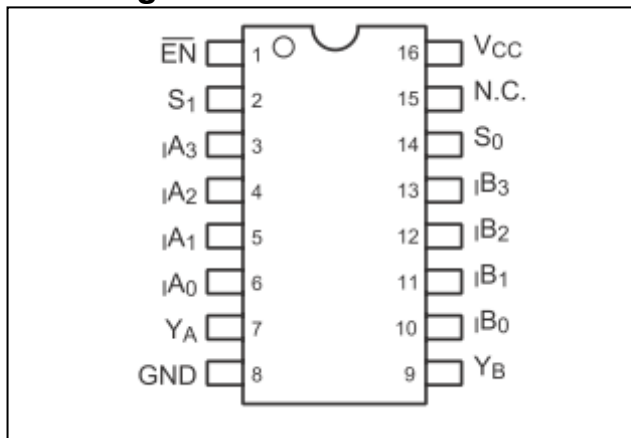 E̅N̅ 1 16 VCC
S1 2 15 N.C.
IA3 3 14 S0
IA2 4 13 IB3
IA1 5 12 IB2
IA0 6 11 IB1
YA 7 10 IB0
GND 8 9 YB